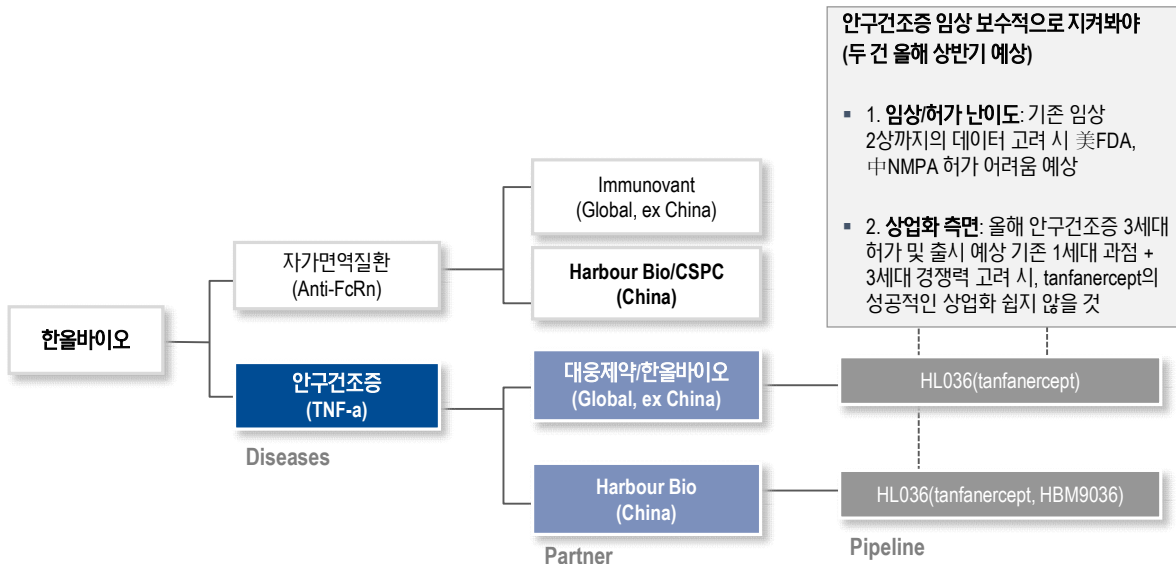 안구건조증 임상 보수적으로 지켜봐야
(두 건 올해 상반기 예상)
▪ 1. 임상/허가 난이도: 기존 임상
2상까지의 데이터 고려 시 美FDA,
中NMPA 허가 어려움 예상
▪ 2. 상업화 측면: 올해 안구건조증 3세대
허가 및 출시 예상 기존 1세대 과점 +
3세대 경쟁력 고려 시, tanfanercept의
성공적인 상업화 쉽지 않을 것
Immunovant
(Global, ex China)
자가면역질환
(Anti-FcRn)
Harbour Bio/CSPC
(China)
한올바이오
안구건조증
(TNF-a)
대웅제약/한올바이오
(Global, ex China)
HL036(tanfanercept)
Diseases
Harbour Bio
(China)
HL036(tanfanercept, HBM9036)
Partner
Pipeline